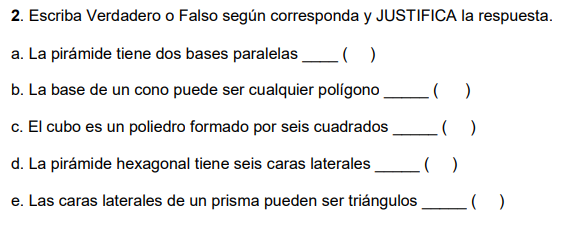 2. Escriba Verdadero o Falso según corresponda y JUSTIFICA la respuesta.
a. La pirámide tiene dos bases paralelas ____ (    )
b. La base de un cono puede ser cualquier polígono _____ (    )
c. El cubo es un poliedro formado por seis cuadrados _____ (    )
d. La pirámide hexagonal tiene seis caras laterales _____ (    )
e. Las caras laterales de un prisma pueden ser triángulos _____ (    )